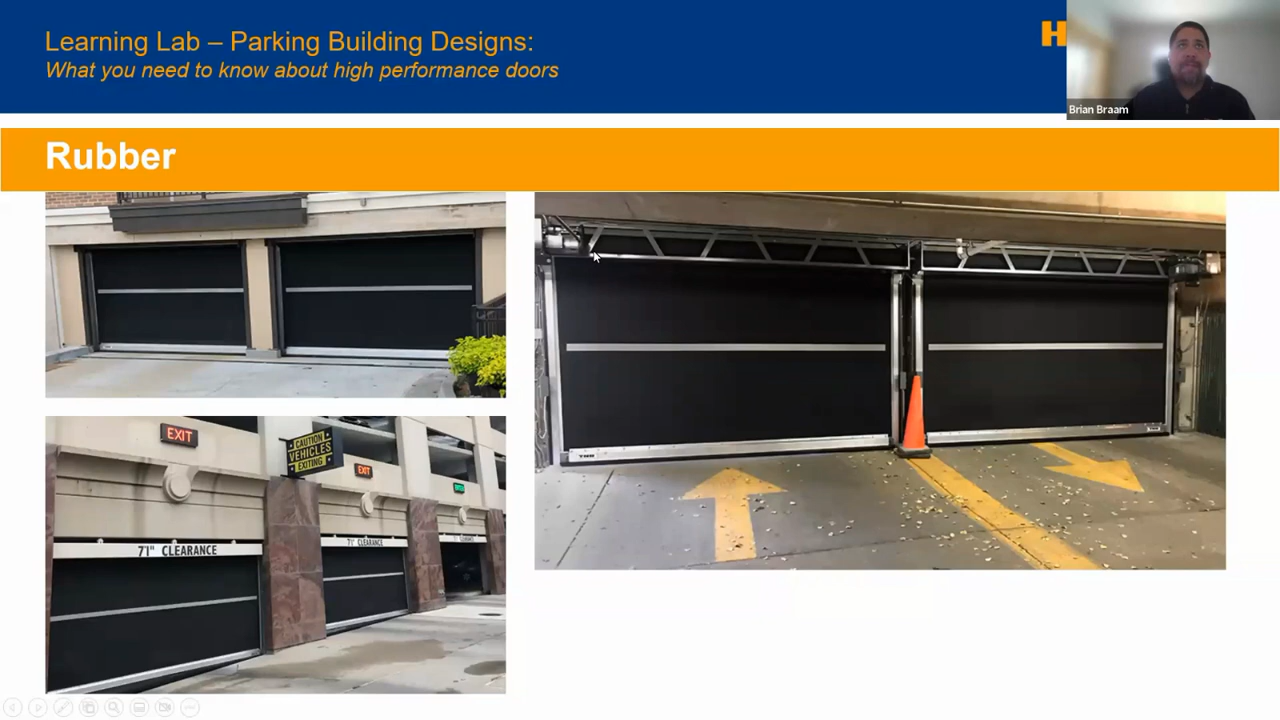 Learning Lab – Parking Building Designs:
What you need to know about high performance doors
H
Brian Braam
Rubber
EXIT
CAUTION
VEHICLES
EXITING
EXIT
7'1" CLEARANCE
7'1" CLEARANCE